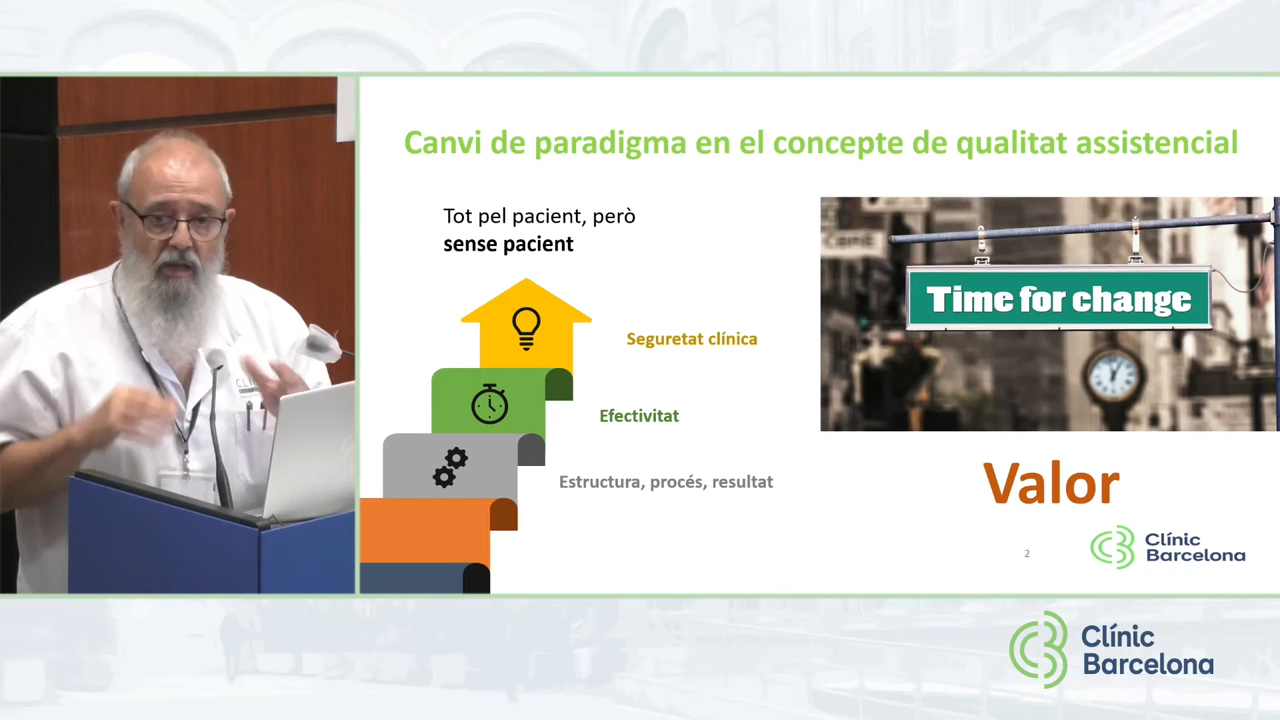 Canvi de paradigma en el concepte de qualitat assistencial
Tot pel pacient, però
sense pacient
Seguretat clínica
Efectivitat
Estructura, procés, resultat
Time for change
Valor
2
Clínic
Barcelona
Clínic
Barcelona